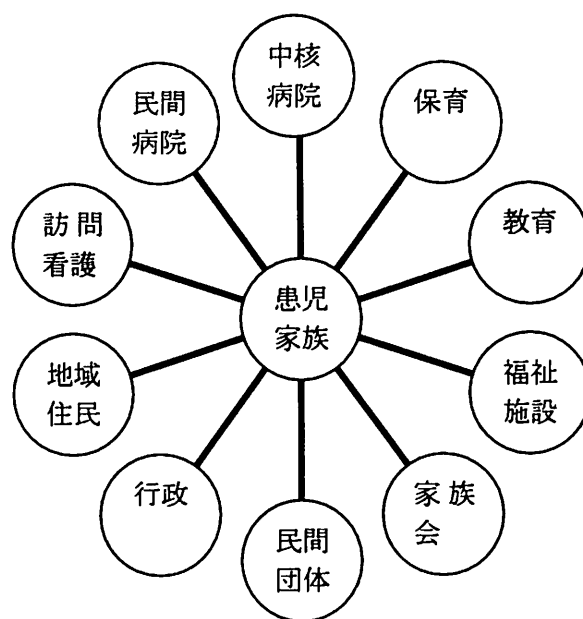 中核
病院
保育
教育
福祉
施設
家族
会
民間
団体
行政
地域
住民
訪問
看護
民間
病院
患児
家族